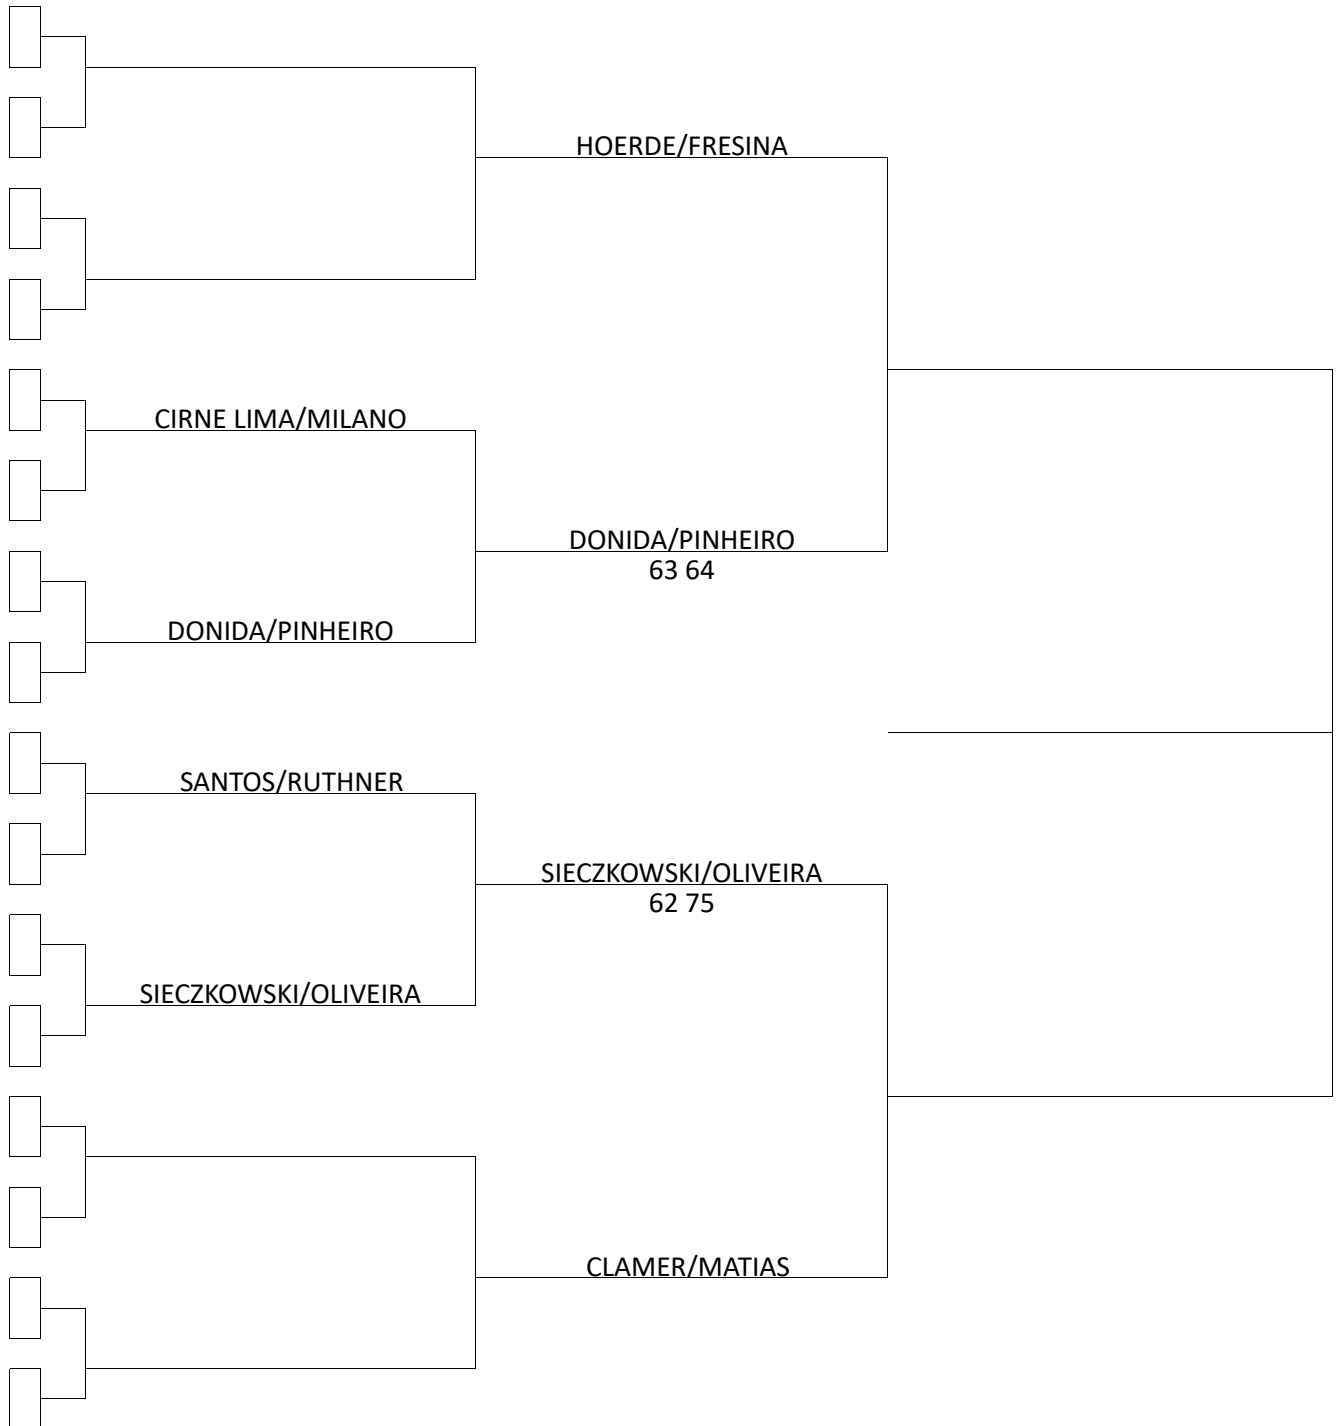 HOERDE/FRESINA
CIRNE LIMA/MILANO
DONIDA/PINHEIRO
63 64
DONIDA/PINHEIRO
SANTOS/RUTHNER
SIECZKOWSKI/OLIVEIRA
62 75
SIECZKOWSKI/OLIVEIRA
CLAMER/MATIAS